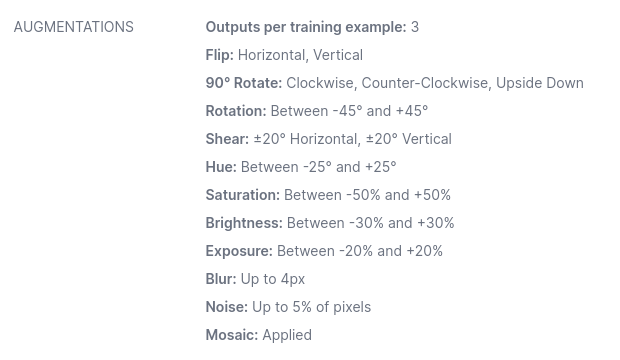 AUGMENTATIONS
Outputs per training example: 3
Flip: Horizontal, Vertical
90° Rotate: Clockwise, Counter-Clockwise, Upside Down
Rotation: Between -45° and +45°
Shear: ±20° Horizontal, ±20° Vertical
Hue: Between -25° and +25°
Saturation: Between -50% and +50%
Brightness: Between -30% and +30%
Exposure: Between -20% and +20%
Blur: Up to 4px
Noise: Up to 5% of pixels
Mosaic: Applied